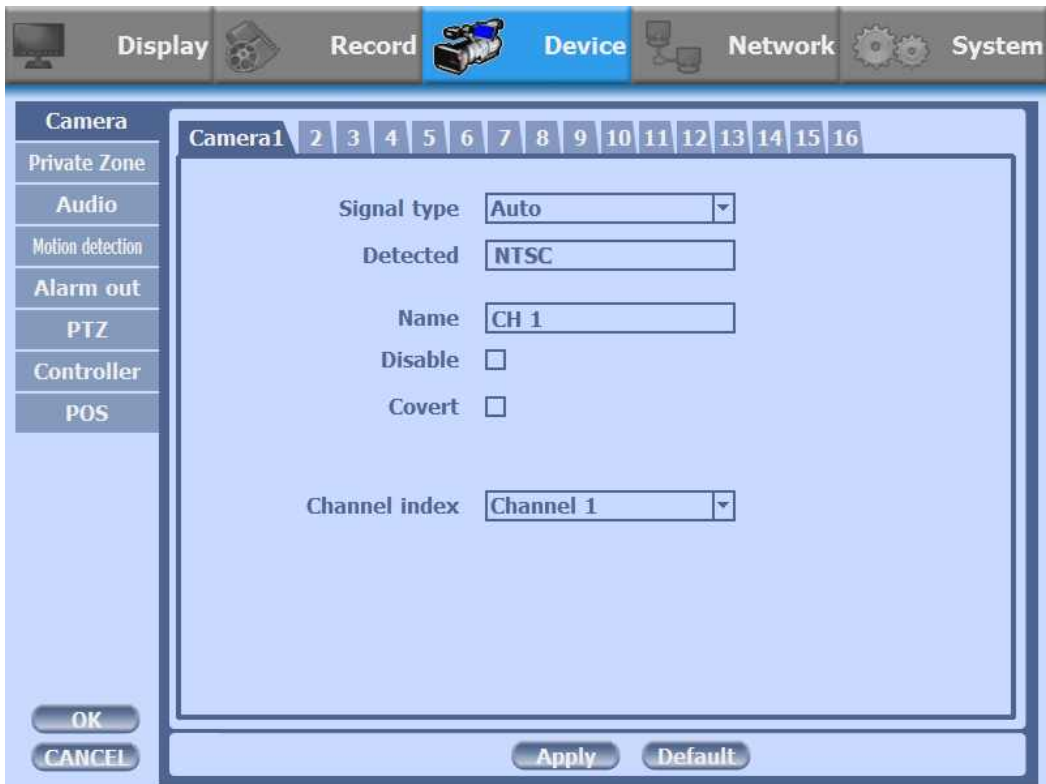 Display Record Device Network System
Camera
Private Zone
Audio
Motion detection
Alarm out
PTZ
Controller
POS
Camera1 2 3 4 5 6 7 8 9 10 11 12 13 14 15 16
Signal type Auto
Detected NTSC
Name CH 1
Disable
Covert
Channel index Channel 1
OK
CANCEL
Apply Default